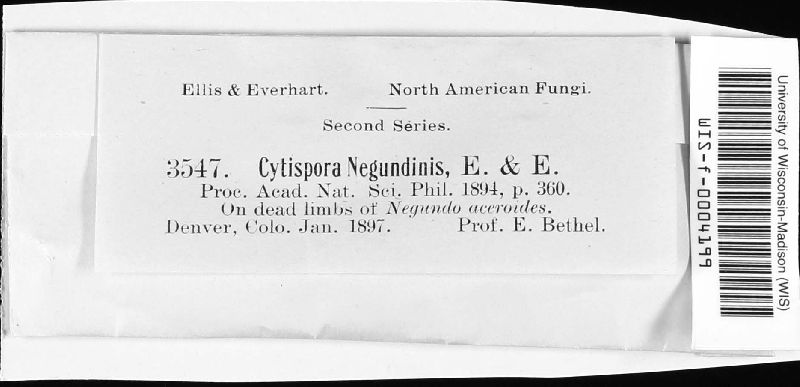 Ellis & Everhart. North American Fungi.
Second Series.
3547. Cytispora Negundinis, E. & E.
Proc. Acad. Nat. Sci. Phil. 1894, p. 360.
On dead limbs of Negundo aceroides.
Denver, Colo. Jan. 1897. Prof. E. Bethel.
University of Wisconsin-Madison (WIS)
WIS-f-0004199